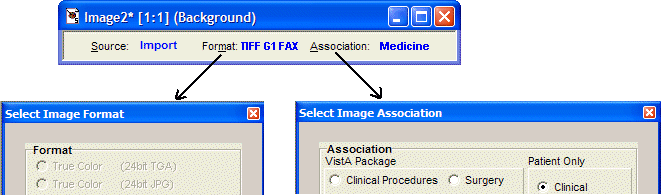 Image2* [1:1] (Background)
Source: Import Format: TIFF G1 FAX Association: Medicine
Select Image Format
Format
True Color (24bit TGA)
True Color (24bit JPG)
Select Image Association
Association
VistA Package
Clinical Procedures Surgery
Patient Only
Clinical